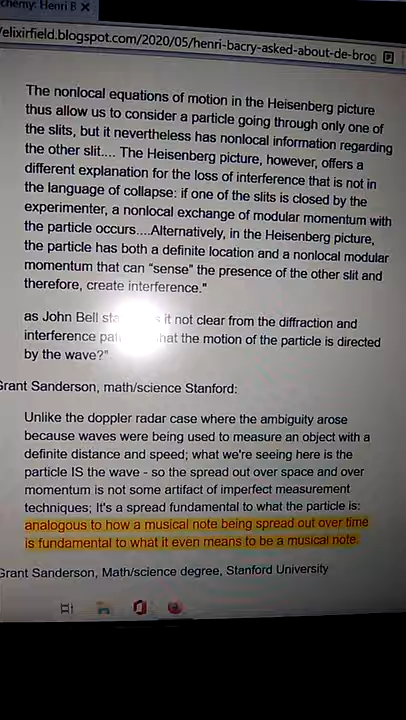 chemy: Henri B
elixirfield.blogspot.com/2020/05/henri-bacry-asked-about-de-brog
The nonlocal equations of motion in the Heisenberg picture
thus allow us to consider a particle going through only one of
the slits, but it nevertheless has nonlocal information regarding
the other slit.... The Heisenberg picture, however, offers a
different explanation for the loss of interference that is not in
the language of collapse: if one of the slits is closed by the
experimenter, a nonlocal exchange of modular momentum with
the particle occurs....Alternatively, in the Heisenberg picture,
the particle has both a definite location and a nonlocal modular
momentum that can "sense" the presence of the other slit and
therefore, create interference."
as John Bell it not clear from the diffraction and
interference that the motion of the particle is directed
by the wave?"
Grant Sanderson, math/science Stanford:
Unlike the doppler radar case where the ambiguity arose
because waves were being used to measure an object with a
definite distance and speed; what we're seeing here is the
particle IS the wave - so the spread out over space and over
momentum is not some artifact of imperfect measurement
techniques; It's a spread fundamental to what the particle is:
analogous to how a musical note being spread out over time
is fundamental to what it even means to be a musical note.
Grant Sanderson, Math/science degree, Stanford University